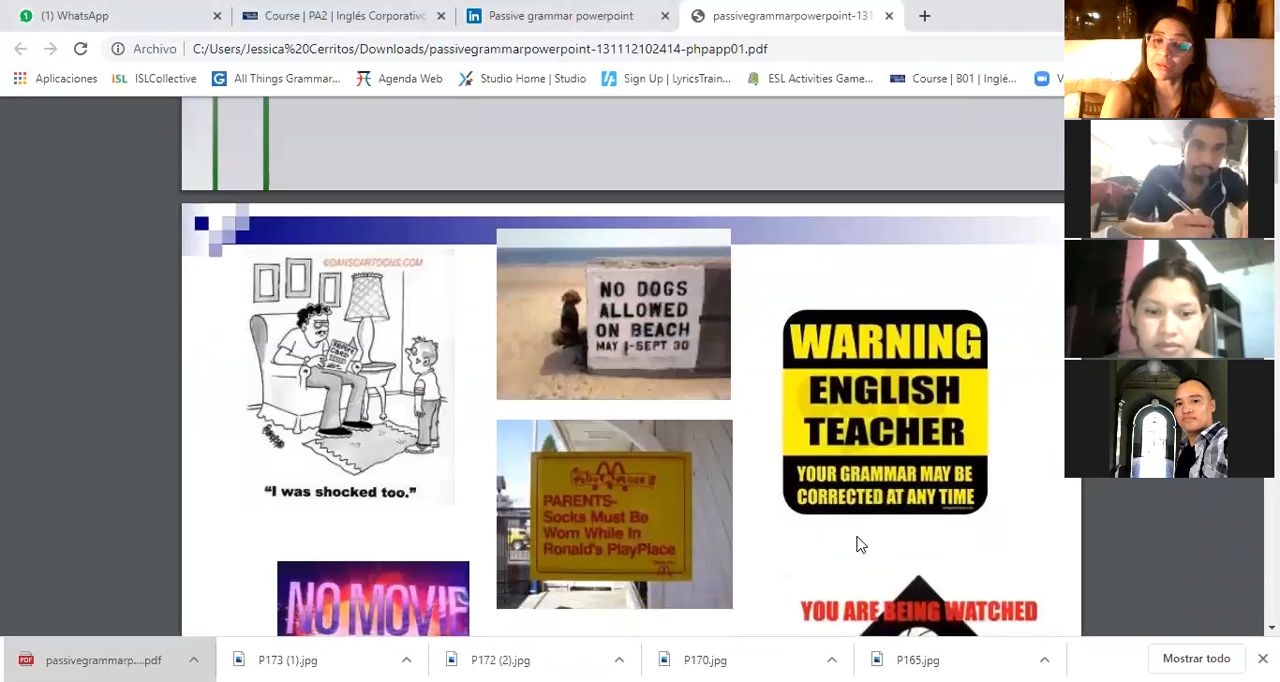 (1) WhatsApp
Course | PA2 | Inglés Corporativo
Passive grammar powerpoint
passivegrammarpowerpoint-131
Archivo
C:/Users/Jessica%20Cerritos/Downloads/passivegrammarpowerpoint-131112102414-phpapp01.pdf
Aplicaciones
iSL ISLCollective
All Things Grammar...
Agenda Web
Studio Home | Studio
Sign Up | LyricsTrain...
ESL Activities Game...
Course | B01 | Inglé...
©DANSCARTOONS.COM
"I was shocked too."
NO DOGS
ALLOWED
ON BEACH
MAY 1-SEPT 30
PLAYPLACE
PARENTS-
Socks Must Be
Worn While In
Ronald's PlayPlace
WARNING
ENGLISH
TEACHER
YOUR GRAMMAR MAY BE
CORRECTED AT ANY TIME
NO MOVIE
YOU ARE BEING WATCHED
passivegrammarp....pdf
P173 (1).jpg
P172 (2).jpg
P170.jpg
P165.jpg
Mostrar todo